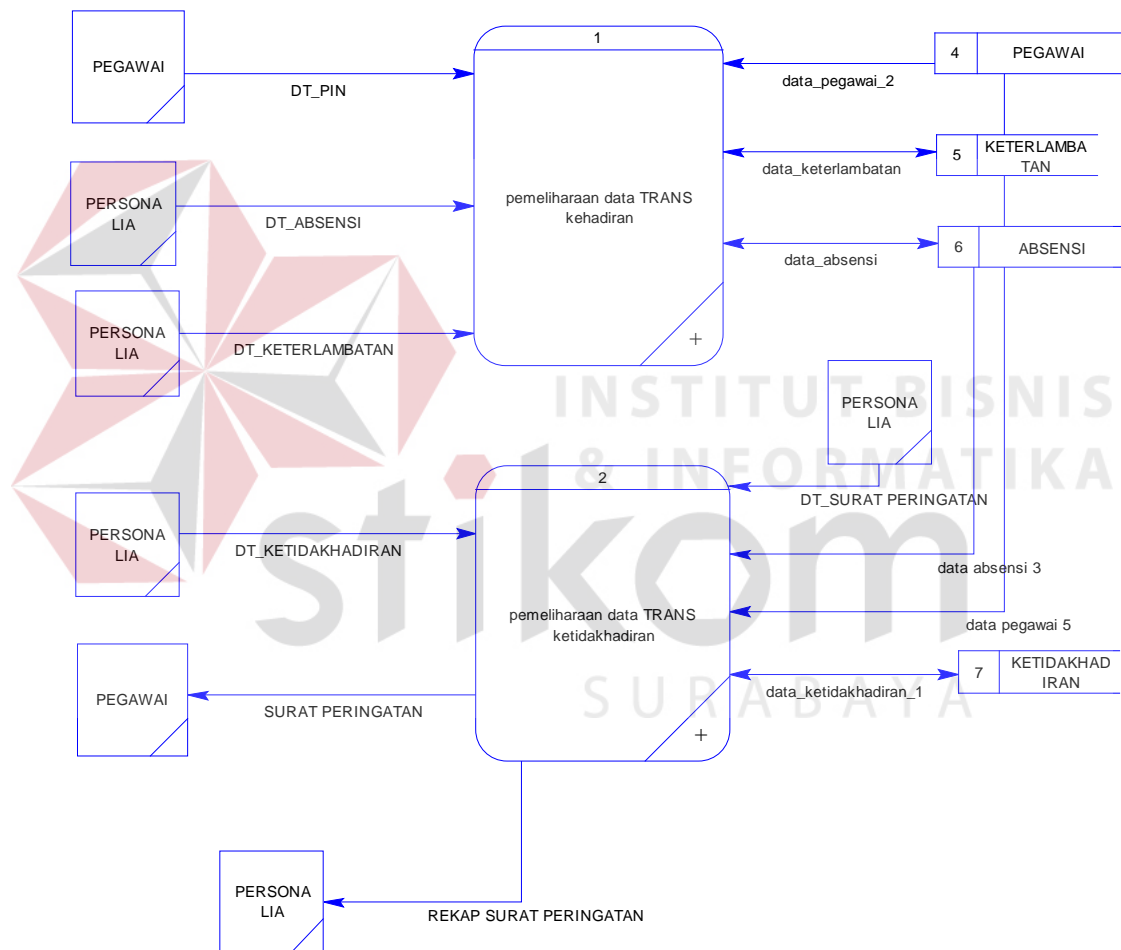 1
PEGAWAI
DT_PIN
data_pegawai_2
4
PEGAWAI
PERSONA
LIA
DT_ABSENSI
pemeliharaan data TRANS
kehadiran
data_keterlambatan
5
KETERLAMBA
TAN
data_absensi
6
ABSENSI
PERSONA
LIA
DT_KETERLAMBATAN
+
PERSONA
LIA
INSTITUT BISNIS
& INFORMATIKA
stikom
SURABAYA
2
DT_SURAT PERINGATAN
PERSONA
LIA
DT_KETIDAKHADIRAN
data absensi 3
pemeliharaan data TRANS
ketidakhadiran
data pegawai 5
PEGAWAI
SURAT PERINGATAN
data_ketidakhadiran_1
7
KETIDAKHAD
IRAN
+
PERSONA
LIA
REKAP SURAT PERINGATAN